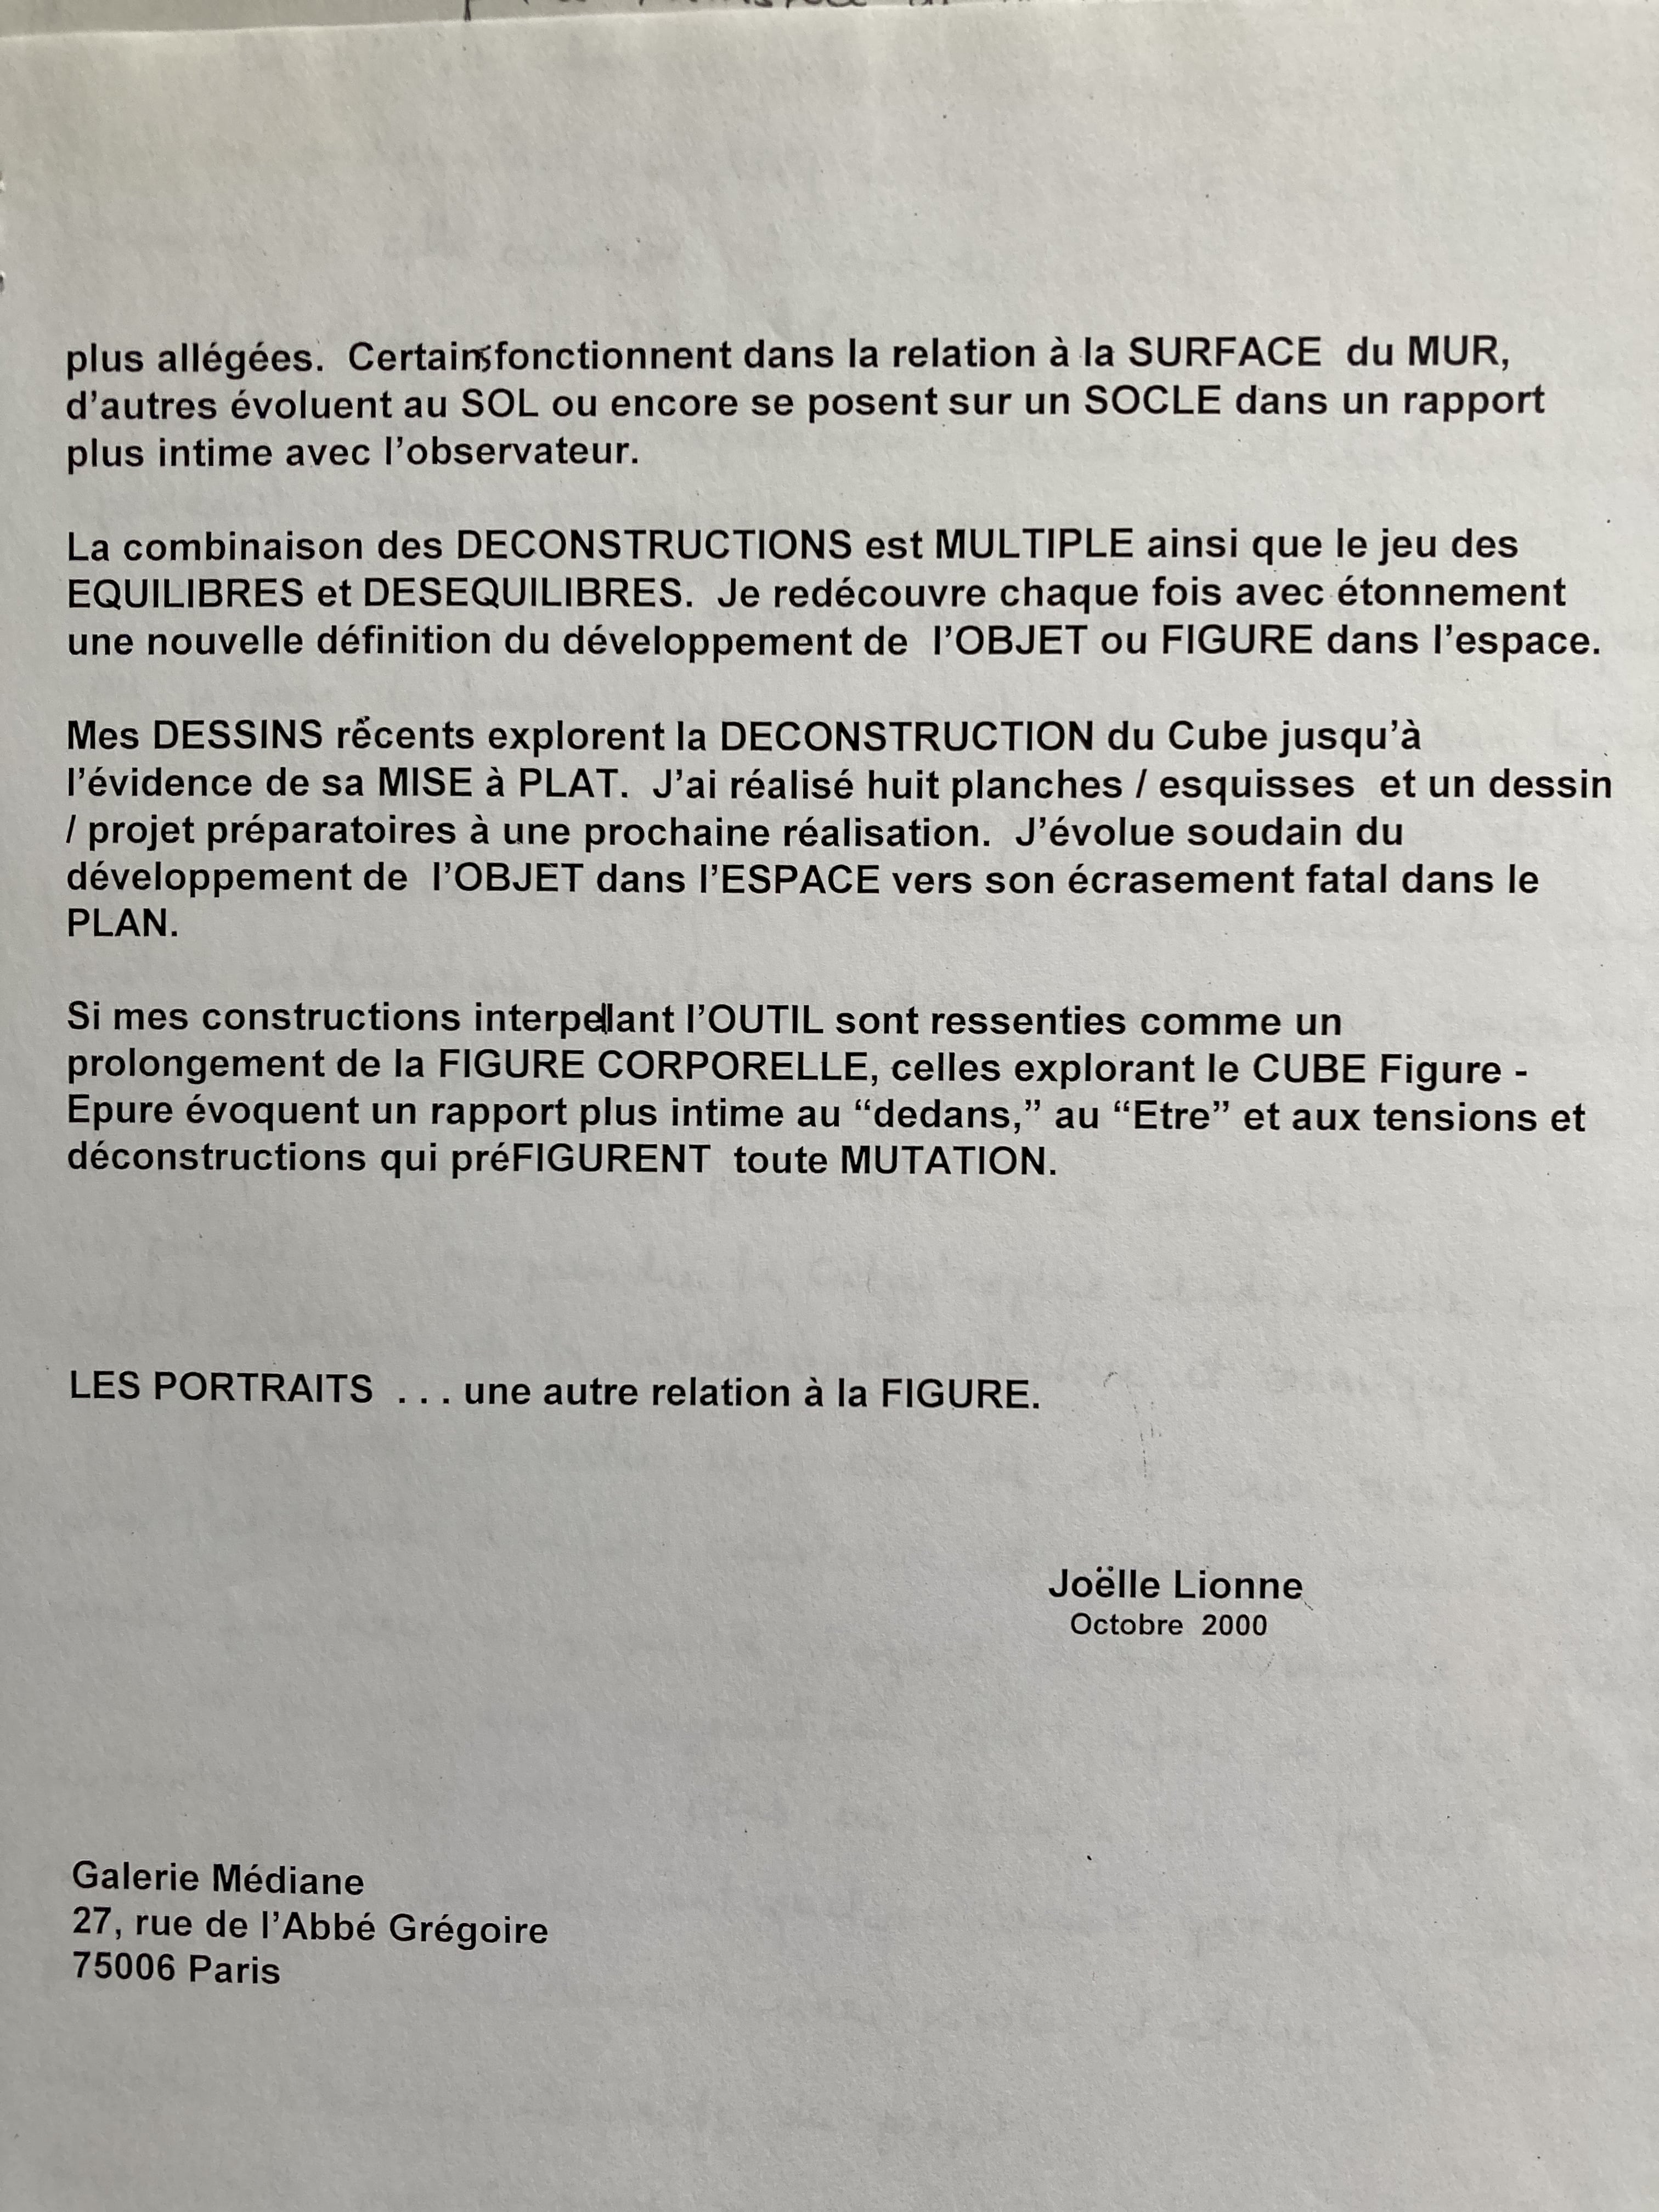 plus allégées.  Certains fonctionnent dans la relation à la SURFACE  du MUR,
d’autres évoluent au SOL ou encore se posent sur un SOCLE dans un rapport
plus intime avec l’observateur.
La combinaison des DECONSTRUCTIONS est MULTIPLE ainsi que le jeu des
EQUILIBRES et DESEQUILIBRES.  Je redécouvre chaque fois avec étonnement
une nouvelle définition du développement de  l’OBJET ou FIGURE dans l’espace.
Mes DESSINS récents explorent la DECONSTRUCTION du Cube jusqu’à
l’évidence de sa MISE à PLAT.  J’ai réalisé huit planches / esquisses  et un dessin
/ projet préparatoires à une prochaine réalisation.  J’évolue soudain du
développement de  l’OBJET dans l’ESPACE vers son écrasement fatal dans le
PLAN.
Si mes constructions interpellant l’OUTIL sont ressenties comme un
prolongement de la FIGURE CORPORELLE, celles explorant le CUBE Figure -
Epure évoquent un rapport plus intime au “dedans,” au “Etre” et aux tensions et
déconstructions qui préFIGURENT  toute MUTATION.
LES PORTRAITS  . . . une autre relation à la FIGURE.
Joëlle Lionne
Octobre  2000
Galerie Médiane
27, rue de l’Abbé Grégoire
75006 Paris